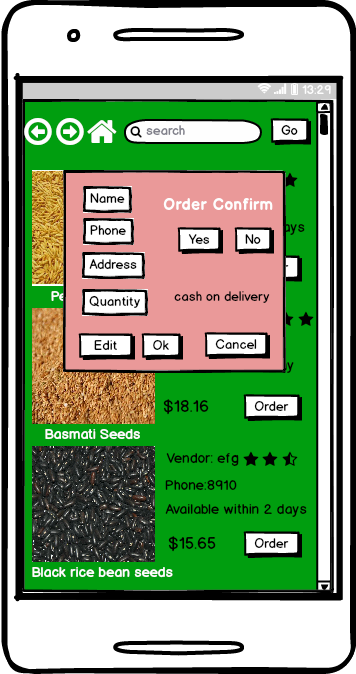 13:29
search
Go
Name
Order Confirm
Phone
Yes
No
Address
Quantity
cash on delivery
Edit
Ok
Cancel
$18.16
Order
Basmati Seeds
Vendor: efg
Phone:8910
Available within 2 days
$15.65
Order
Black rice bean seeds